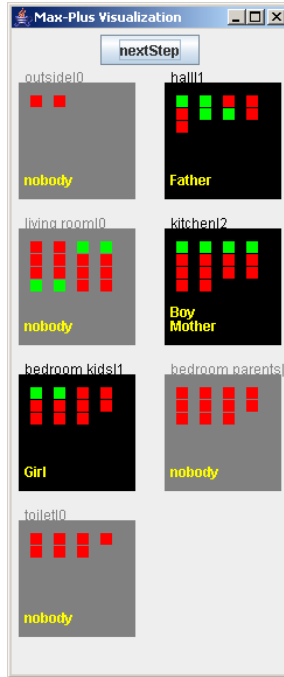 Max-Plus Visualization
nextStep
outside|0
hall|1
nobody
Father
living room|0
kitchen|2
nobody
Boy
Mother
bedroom kids|1
bedroom parents|
Girl
nobody
toilet|0
nobody